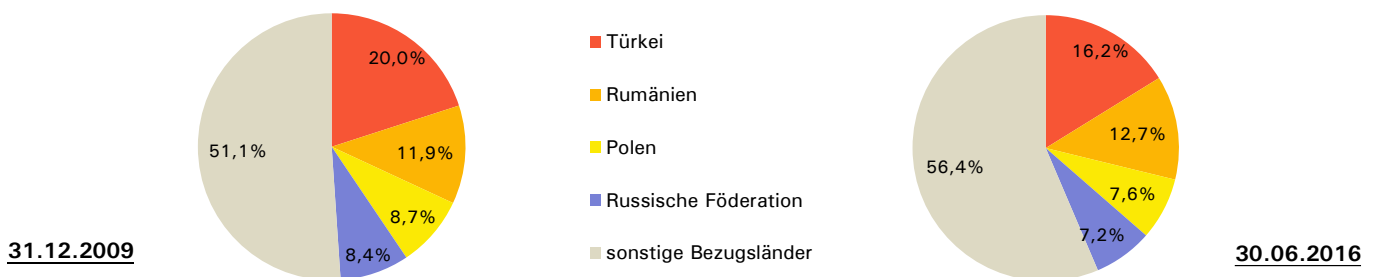 20,0%
11,9%
8,7%
8,4%
51,1%
31.12.2009
Türkei
Rumänien
Polen
Russische Föderation
sonstige Bezugsländer
16,2%
12,7%
7,6%
7,2%
56,4%
30.06.2016